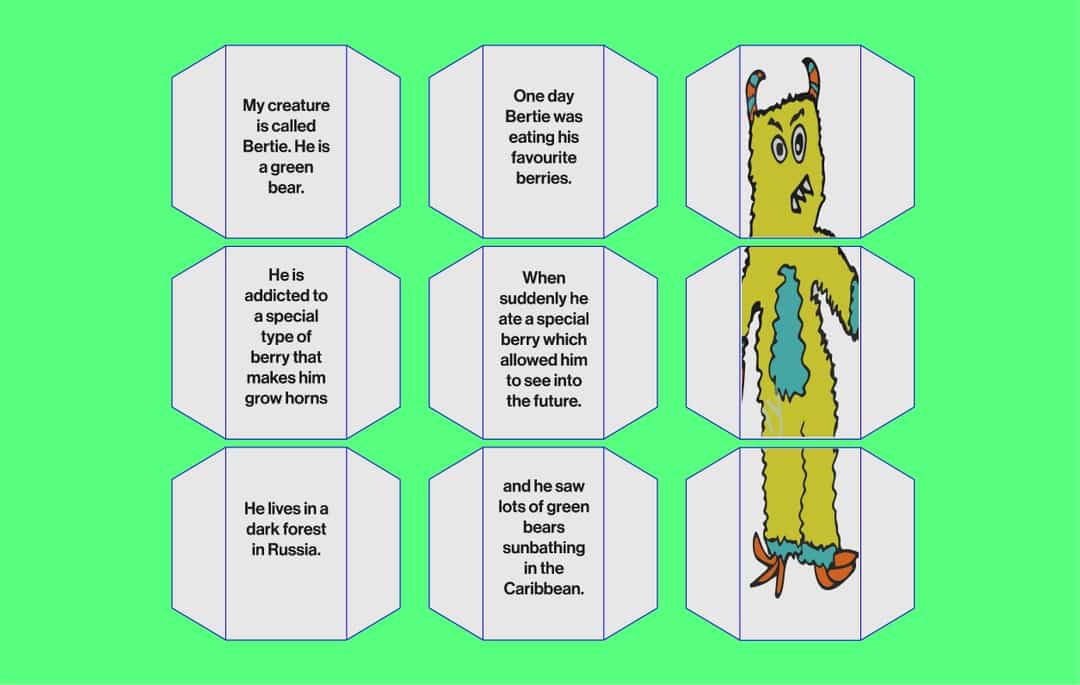 My creature
is called
Bertie. He is
a green
bear.
One day
Bertie was
eating his
favourite
berries.
He is
addicted to
a special
type of
berry that
makes him
grow horns
When
suddenly he
ate a special
berry which
allowed him
to see into
the future.
He lives in a
dark forest
in Russia.
and he saw
lots of green
bears
sunbathing
in the
Caribbean.